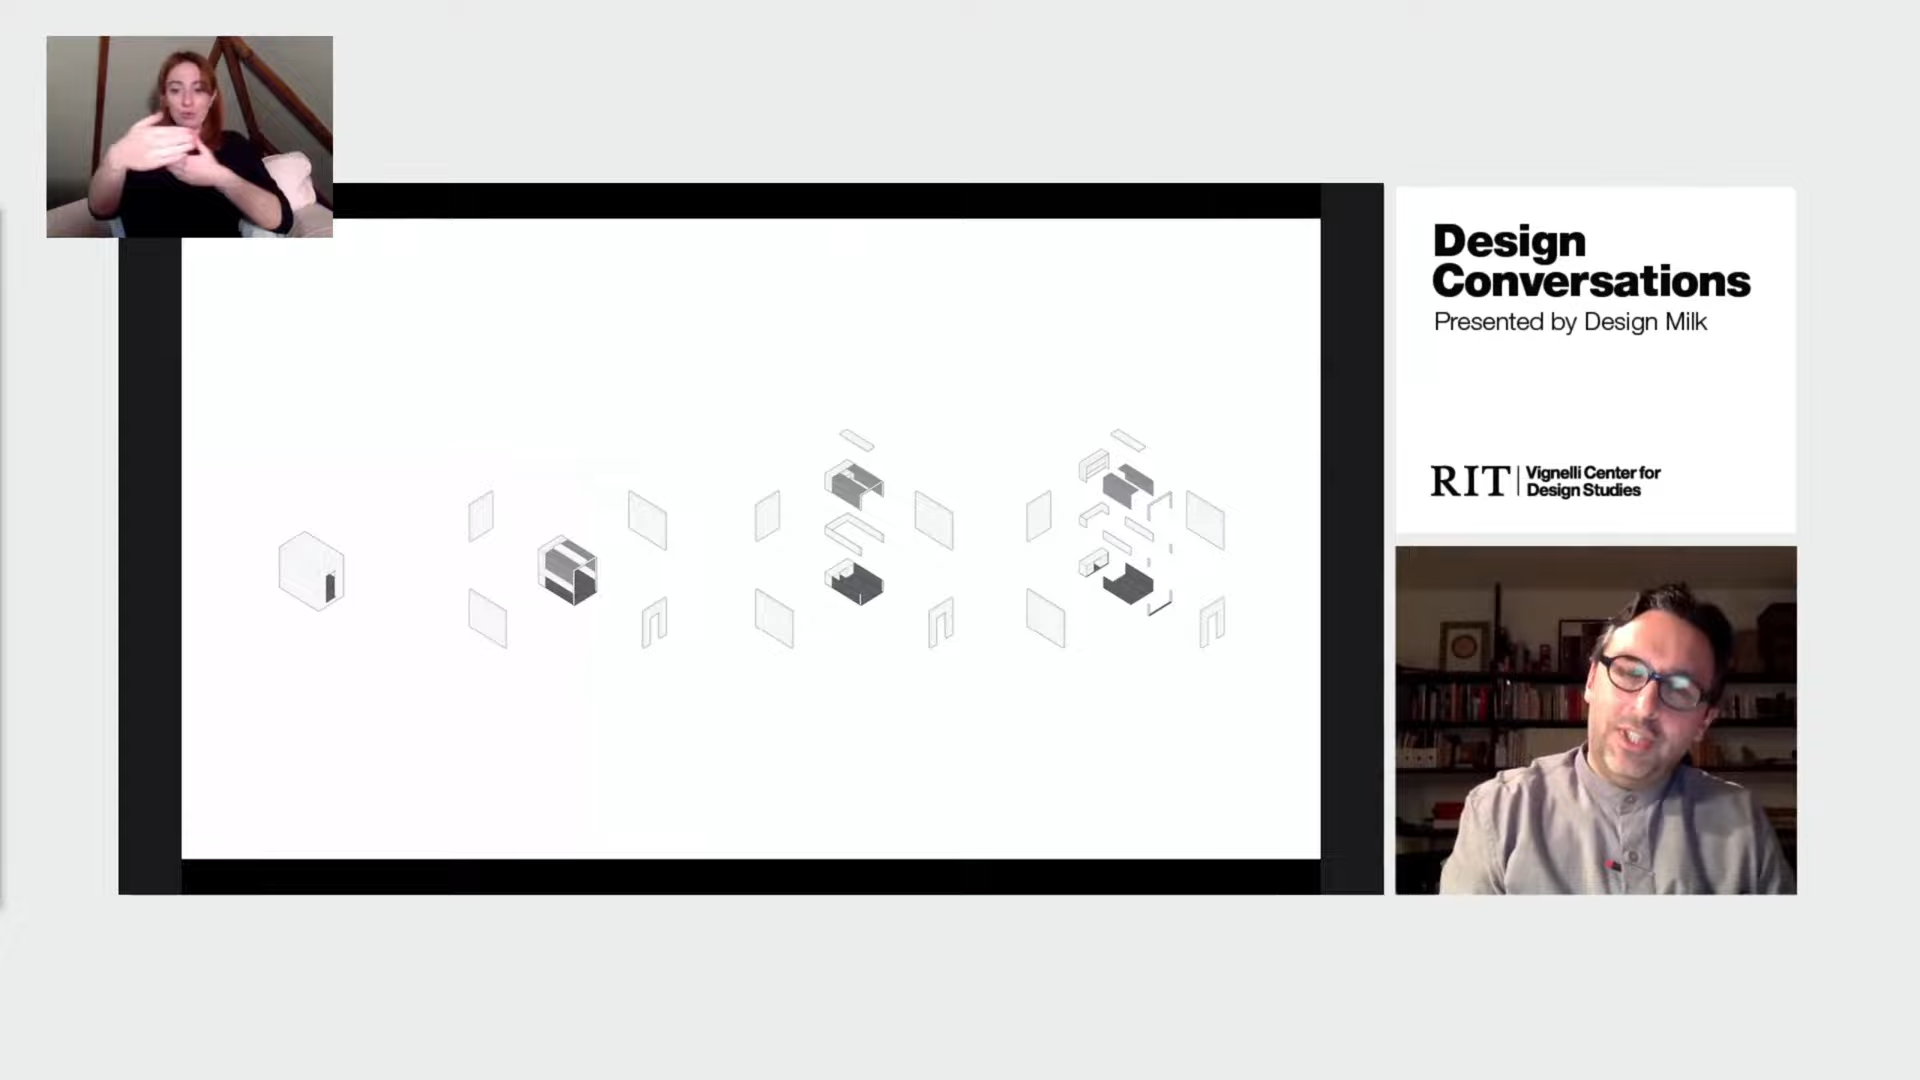 Design
Conversations
Presented by Design Milk
RIT
Vignelli Center for
Design Studies